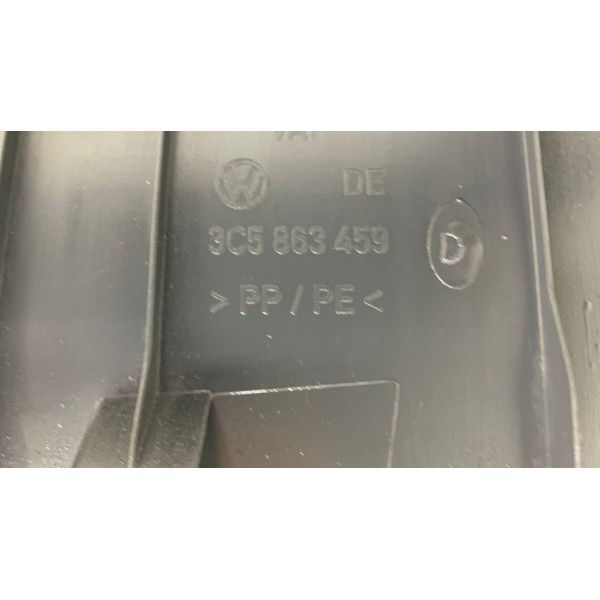 DE
3C5 863 459
D
> PP / PE <